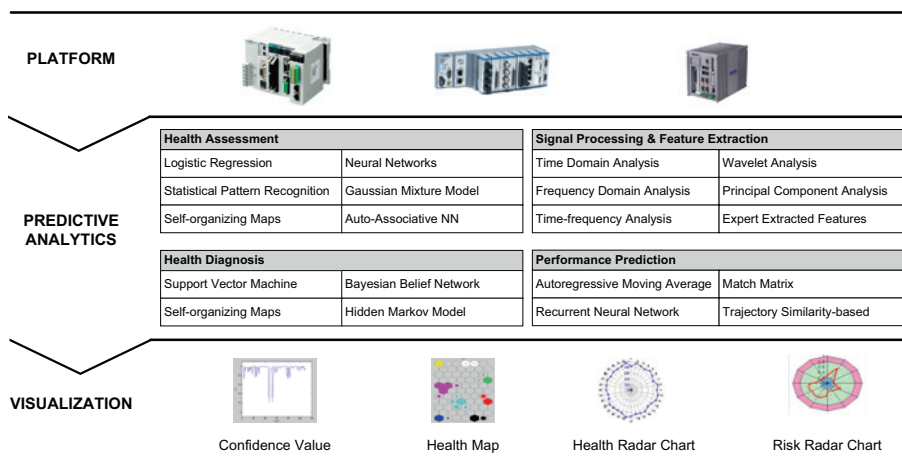 PLATFORM
Health Assessment
Logistic Regression
Neural Networks
Statistical Pattern Recognition
Gaussian Mixture Model
Self-organizing Maps
Auto-Associative NN
Signal Processing & Feature Extraction
Time Domain Analysis
Wavelet Analysis
Frequency Domain Analysis
Principal Component Analysis
Time-frequency Analysis
Expert Extracted Features
PREDICTIVE
ANALYTICS
Health Diagnosis
Support Vector Machine
Bayesian Belief Network
Self-organizing Maps
Hidden Markov Model
Performance Prediction
Autoregressive Moving Average
Match Matrix
Recurrent Neural Network
Trajectory Similarity-based
VISUALIZATION
Confidence Value
Health Map
Health Radar Chart
Risk Radar Chart